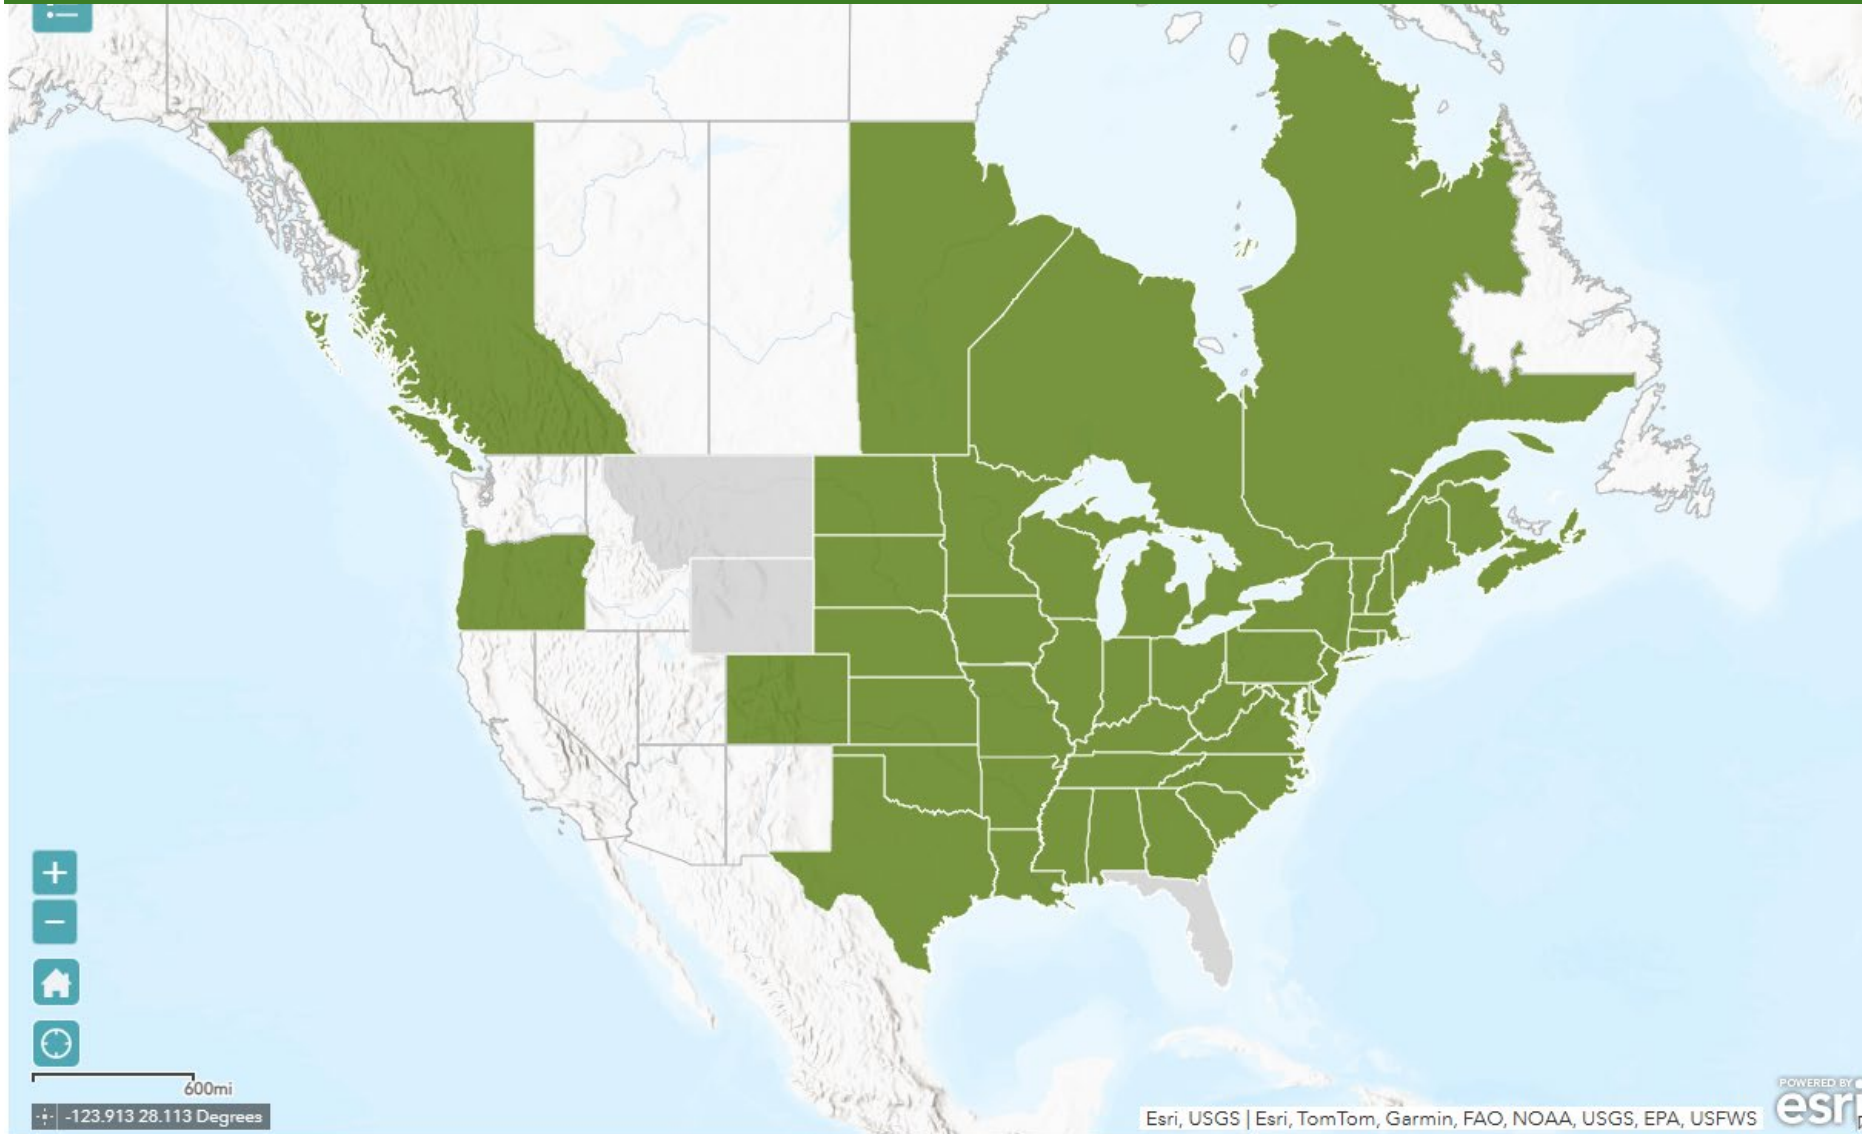 +
−
600mi
-123.913 28.113 Degrees
Esri, USGS | Esri, TomTom, Garmin, FAO, NOAA, USGS, EPA, USFWS
POWERED BY
esri